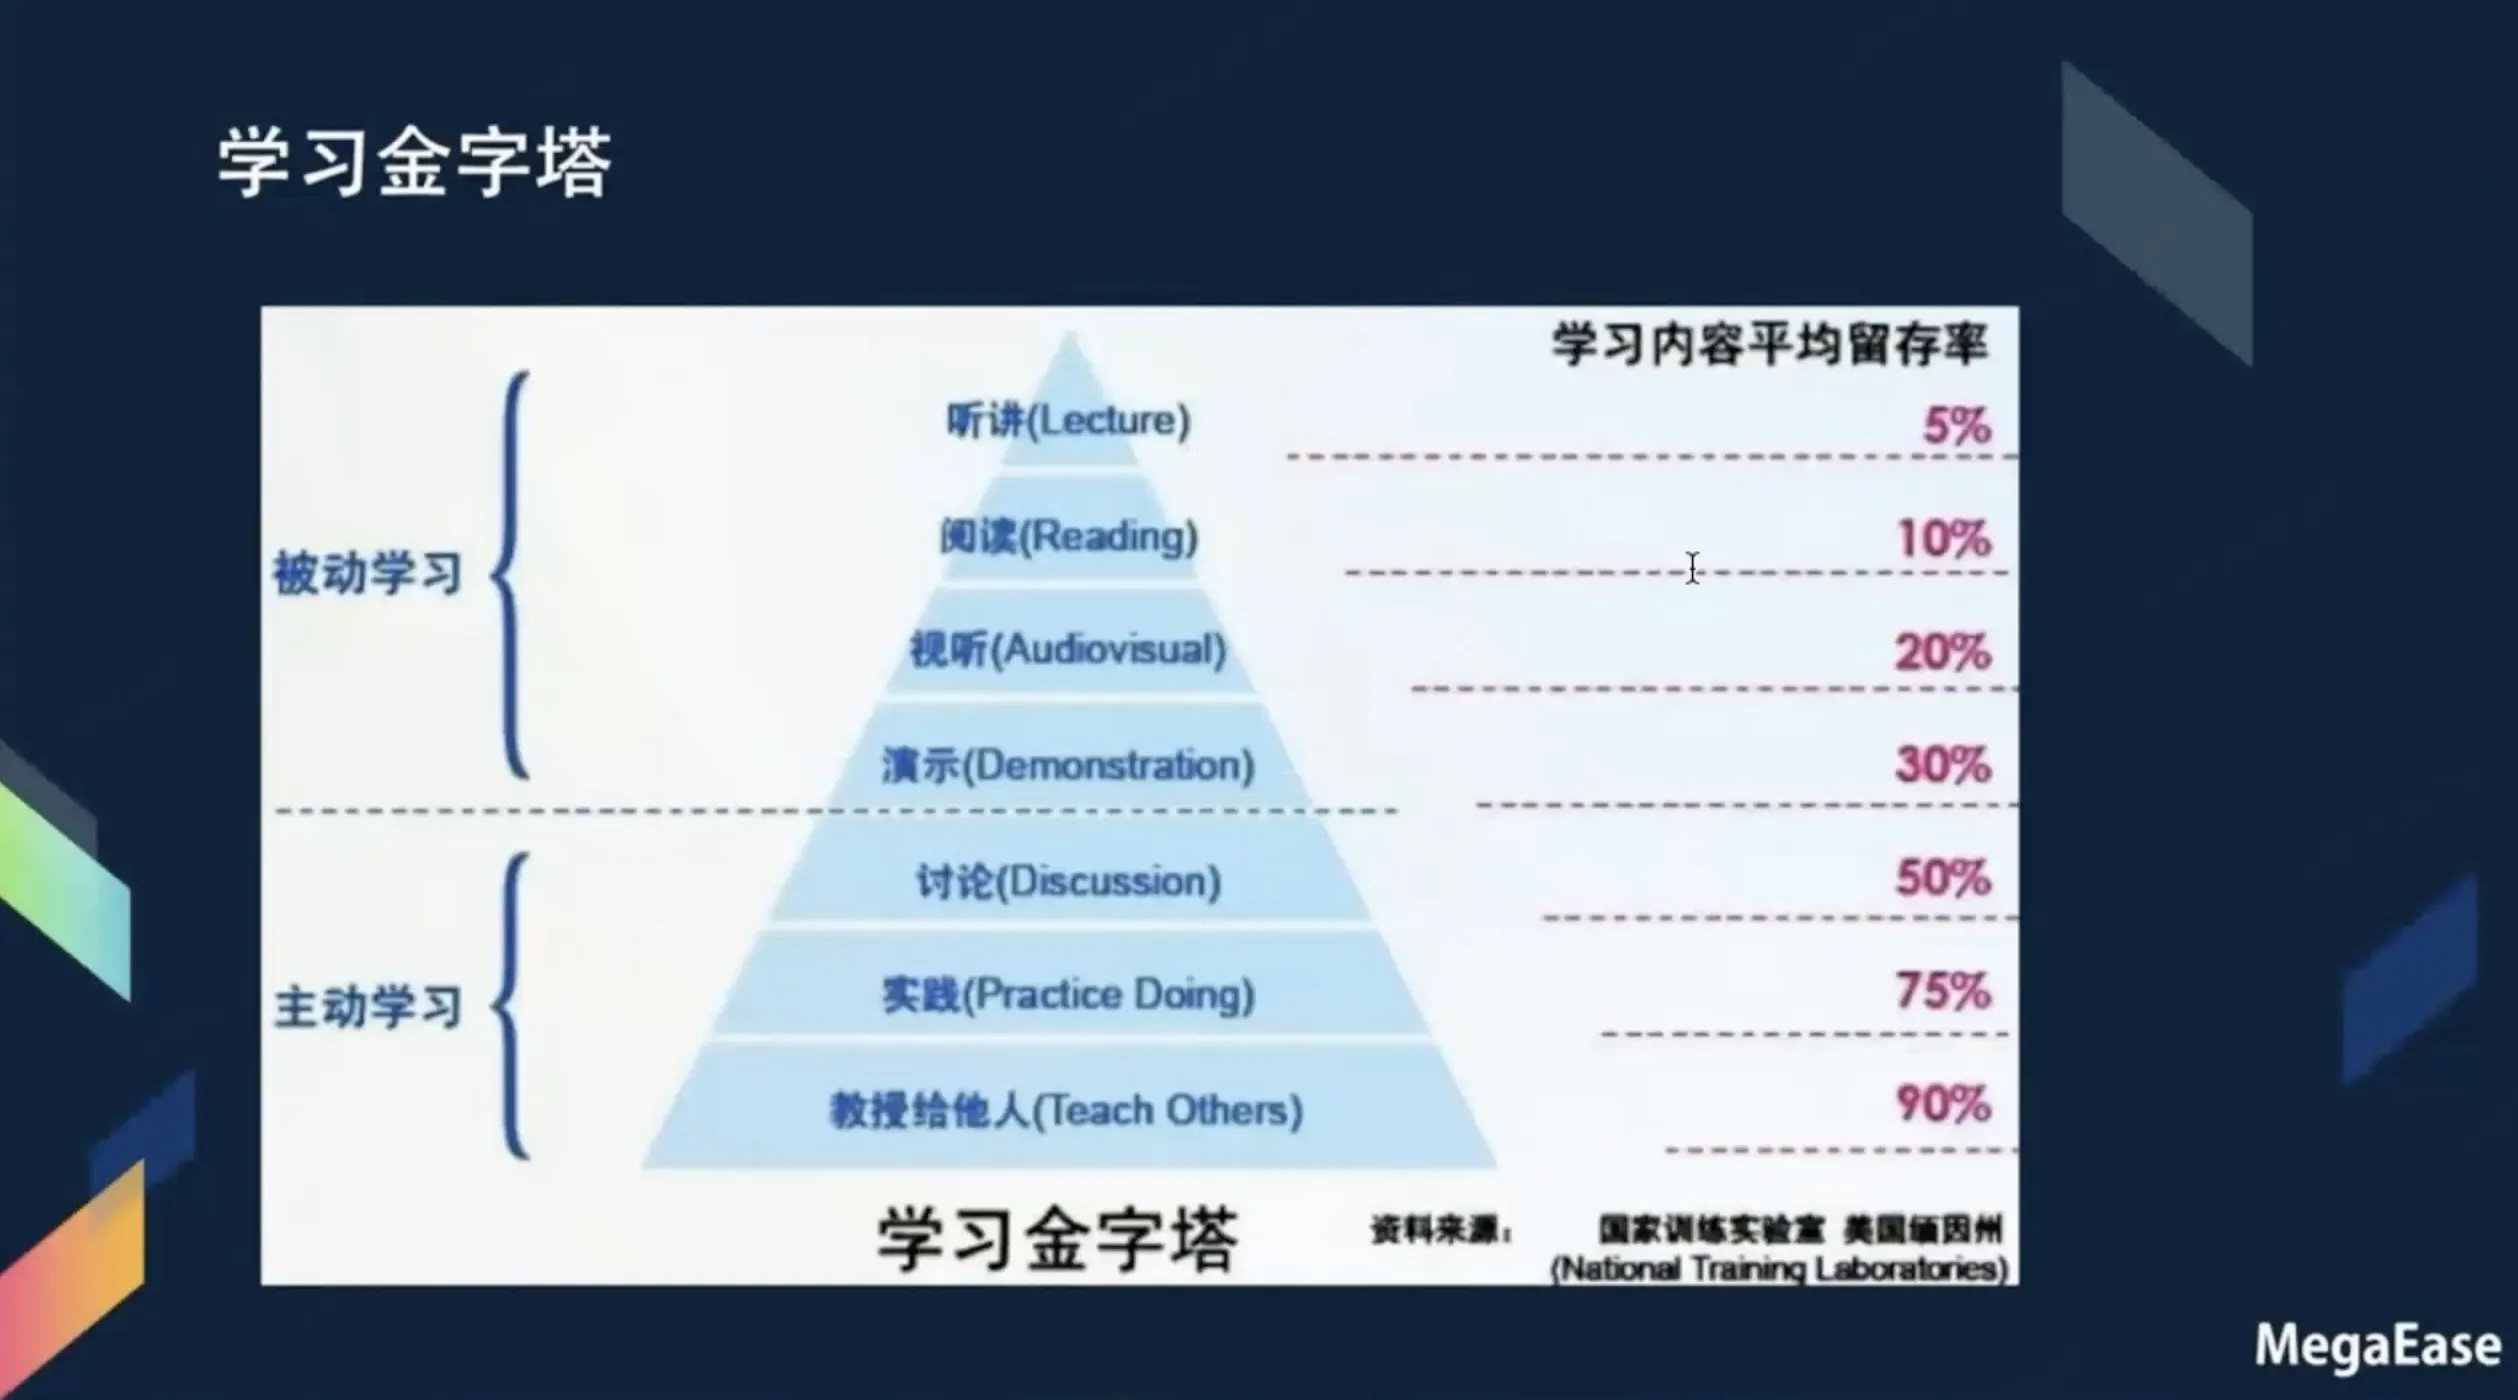 学习金字塔
学习内容平均留存率
被动学习
听讲(Lecture)
5%
阅读(Reading)
10%
视听(Audiovisual)
20%
演示(Demonstration)
30%
主动学习
讨论(Discussion)
50%
实践(Practice Doing)
75%
教授给他人(Teach Others)
90%
学习金字塔
资料来源: 国家训练实验室 美国缅因州
(National Training Laboratories)
MegaEase